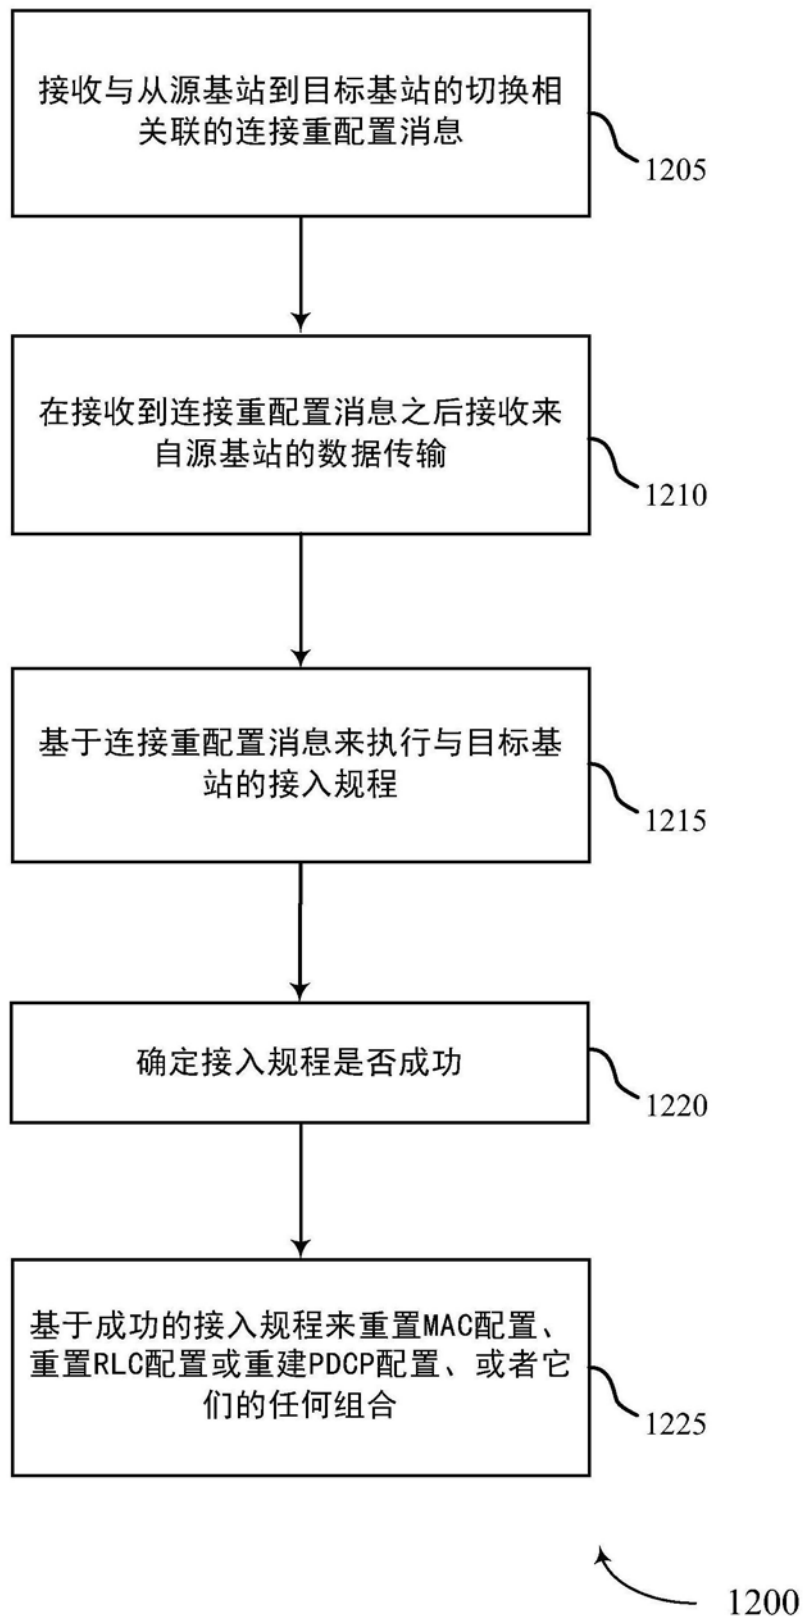 接收与从源基站到目标基站的切换相
关联的连接重配置消息
1205
在接收到连接重配置消息之后接收来
自源基站的数据传输
1210
基于连接重配置消息来执行与目标基
站的接入规程
1215
确定接入规程是否成功
1220
基于成功的接入规程来重置MAC配置、
重置RLC配置或重建PDCP配置、或者它
们的任何组合
1225
1200